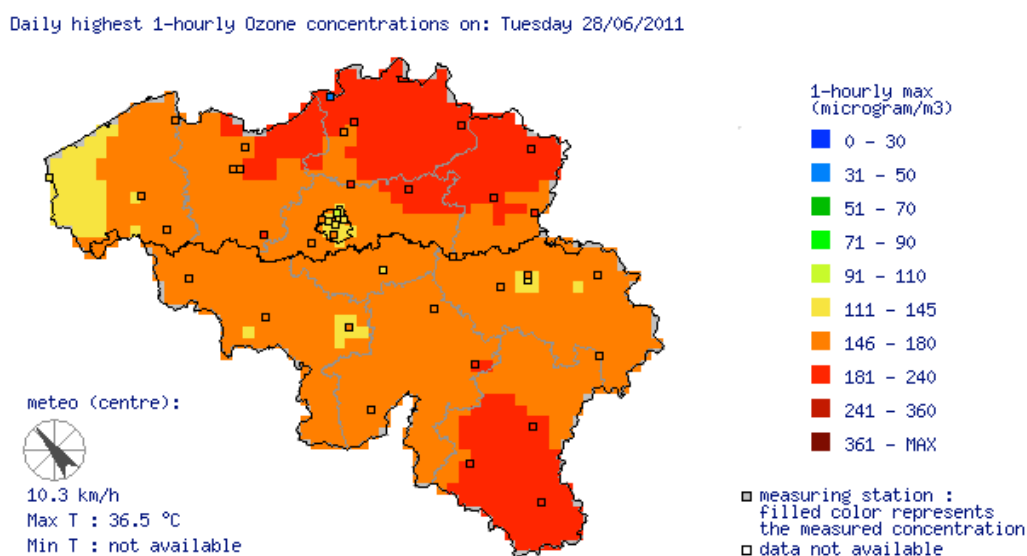 Daily highest 1-hourly Ozone concentrations on: Tuesday 28/06/2011
1-hourly max
(microgram/m3)
0 - 30
31 - 50
51 - 70
71 - 90
91 - 110
111 - 145
146 - 180
181 - 240
241 - 360
361 - MAX
meteo (centre):
10.3 km/h
Max T : 36.5 °C
Min T : not available
measuring station :
filled color represents
the measured concentration
data not available